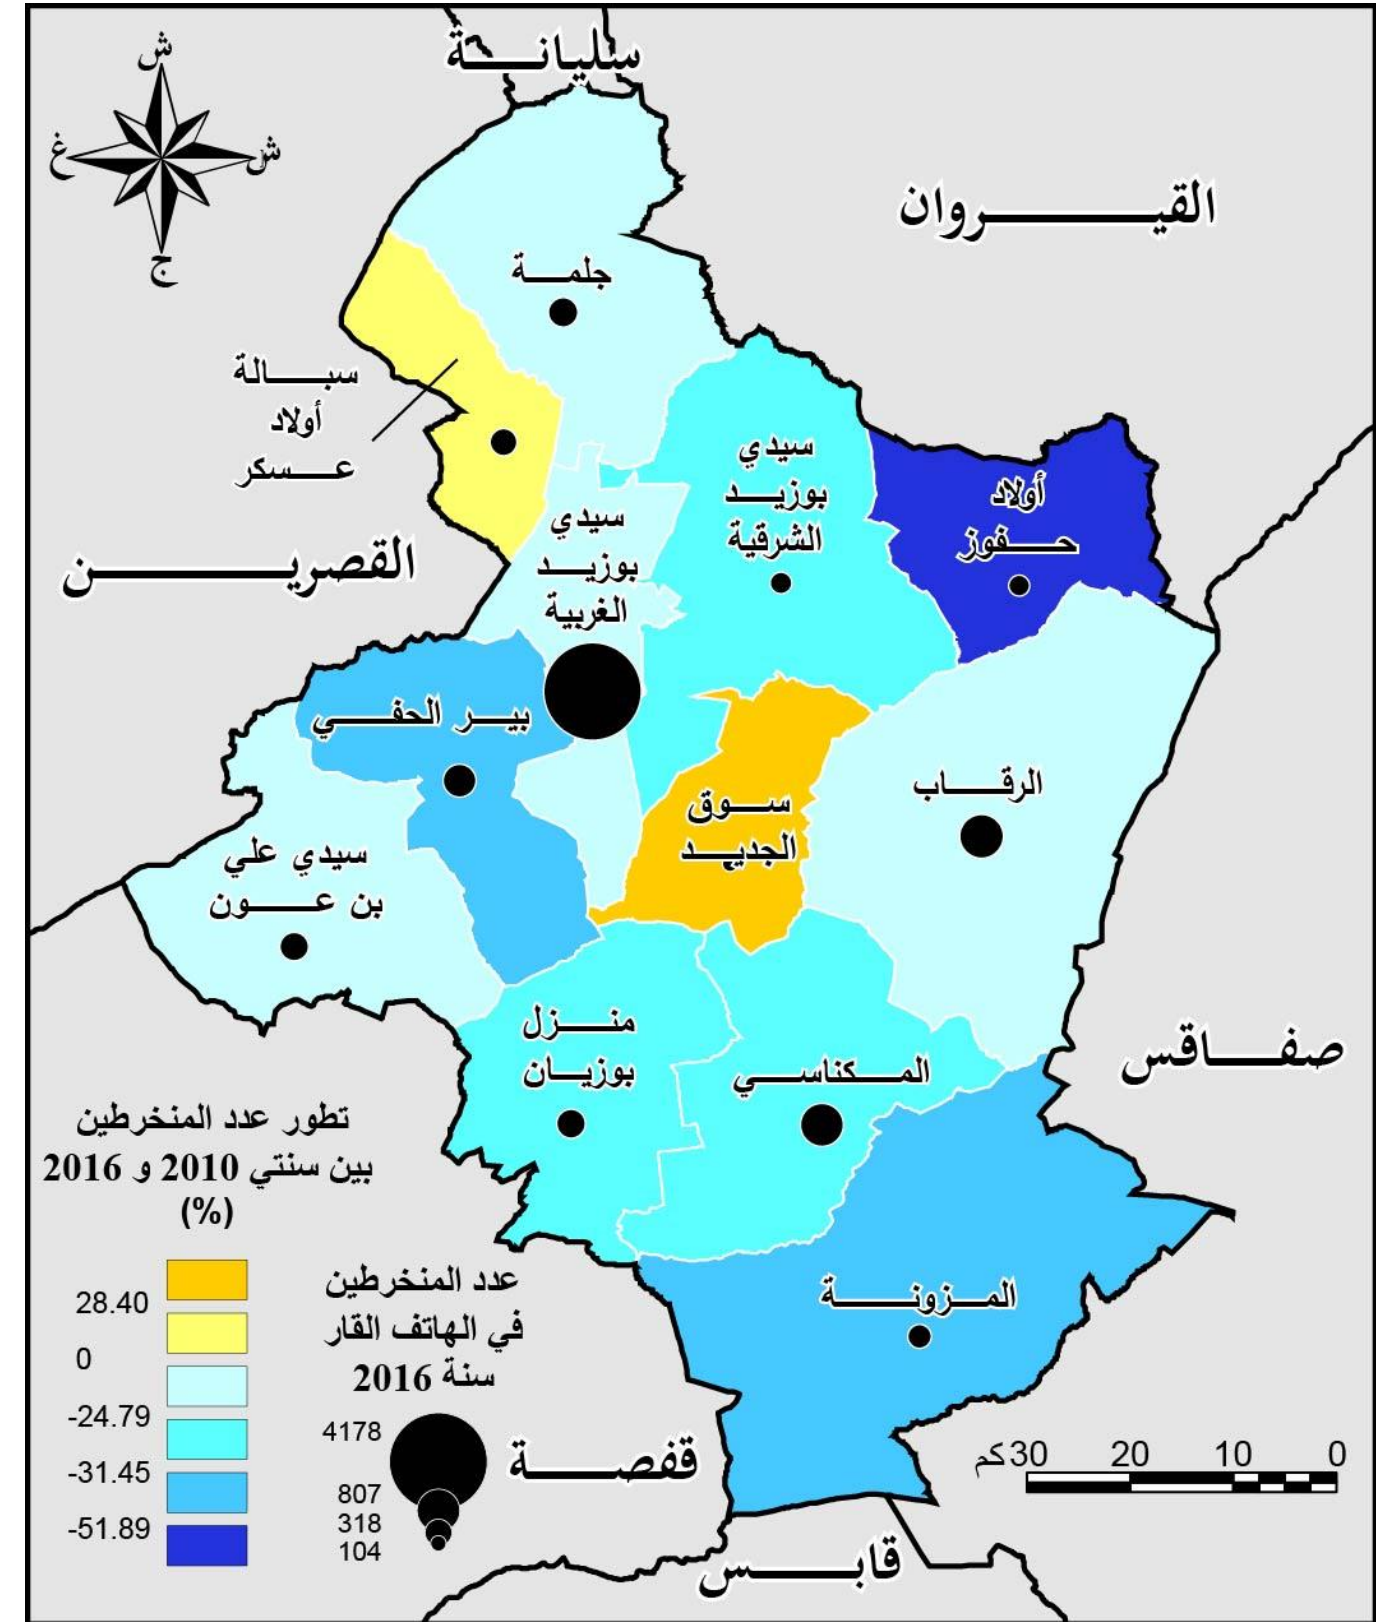 سليانة
ش
ش
غ
ج
القيروان
جلمة
سبالة
أولاد
عسكر
سيدي
بوزيد
الشرقية
أولاد
حفوز
سيدي
بوزيد
الغربية
القصرين
بير الحفي
الرقاب
سوق
الجديد
سيدي علي
بن عون
منزل
بوزيان
المكناسي
صفاقس
المزونة
تطور عدد المنخرطين
بين سنتي 2010 و 2016
(%)
28.40
0
-24.79
-31.45
-51.89
عدد المنخرطين
في الهاتف القار
سنة 2016
4178
807
318
104
قفصة
قابس
0 10 20 30 كم